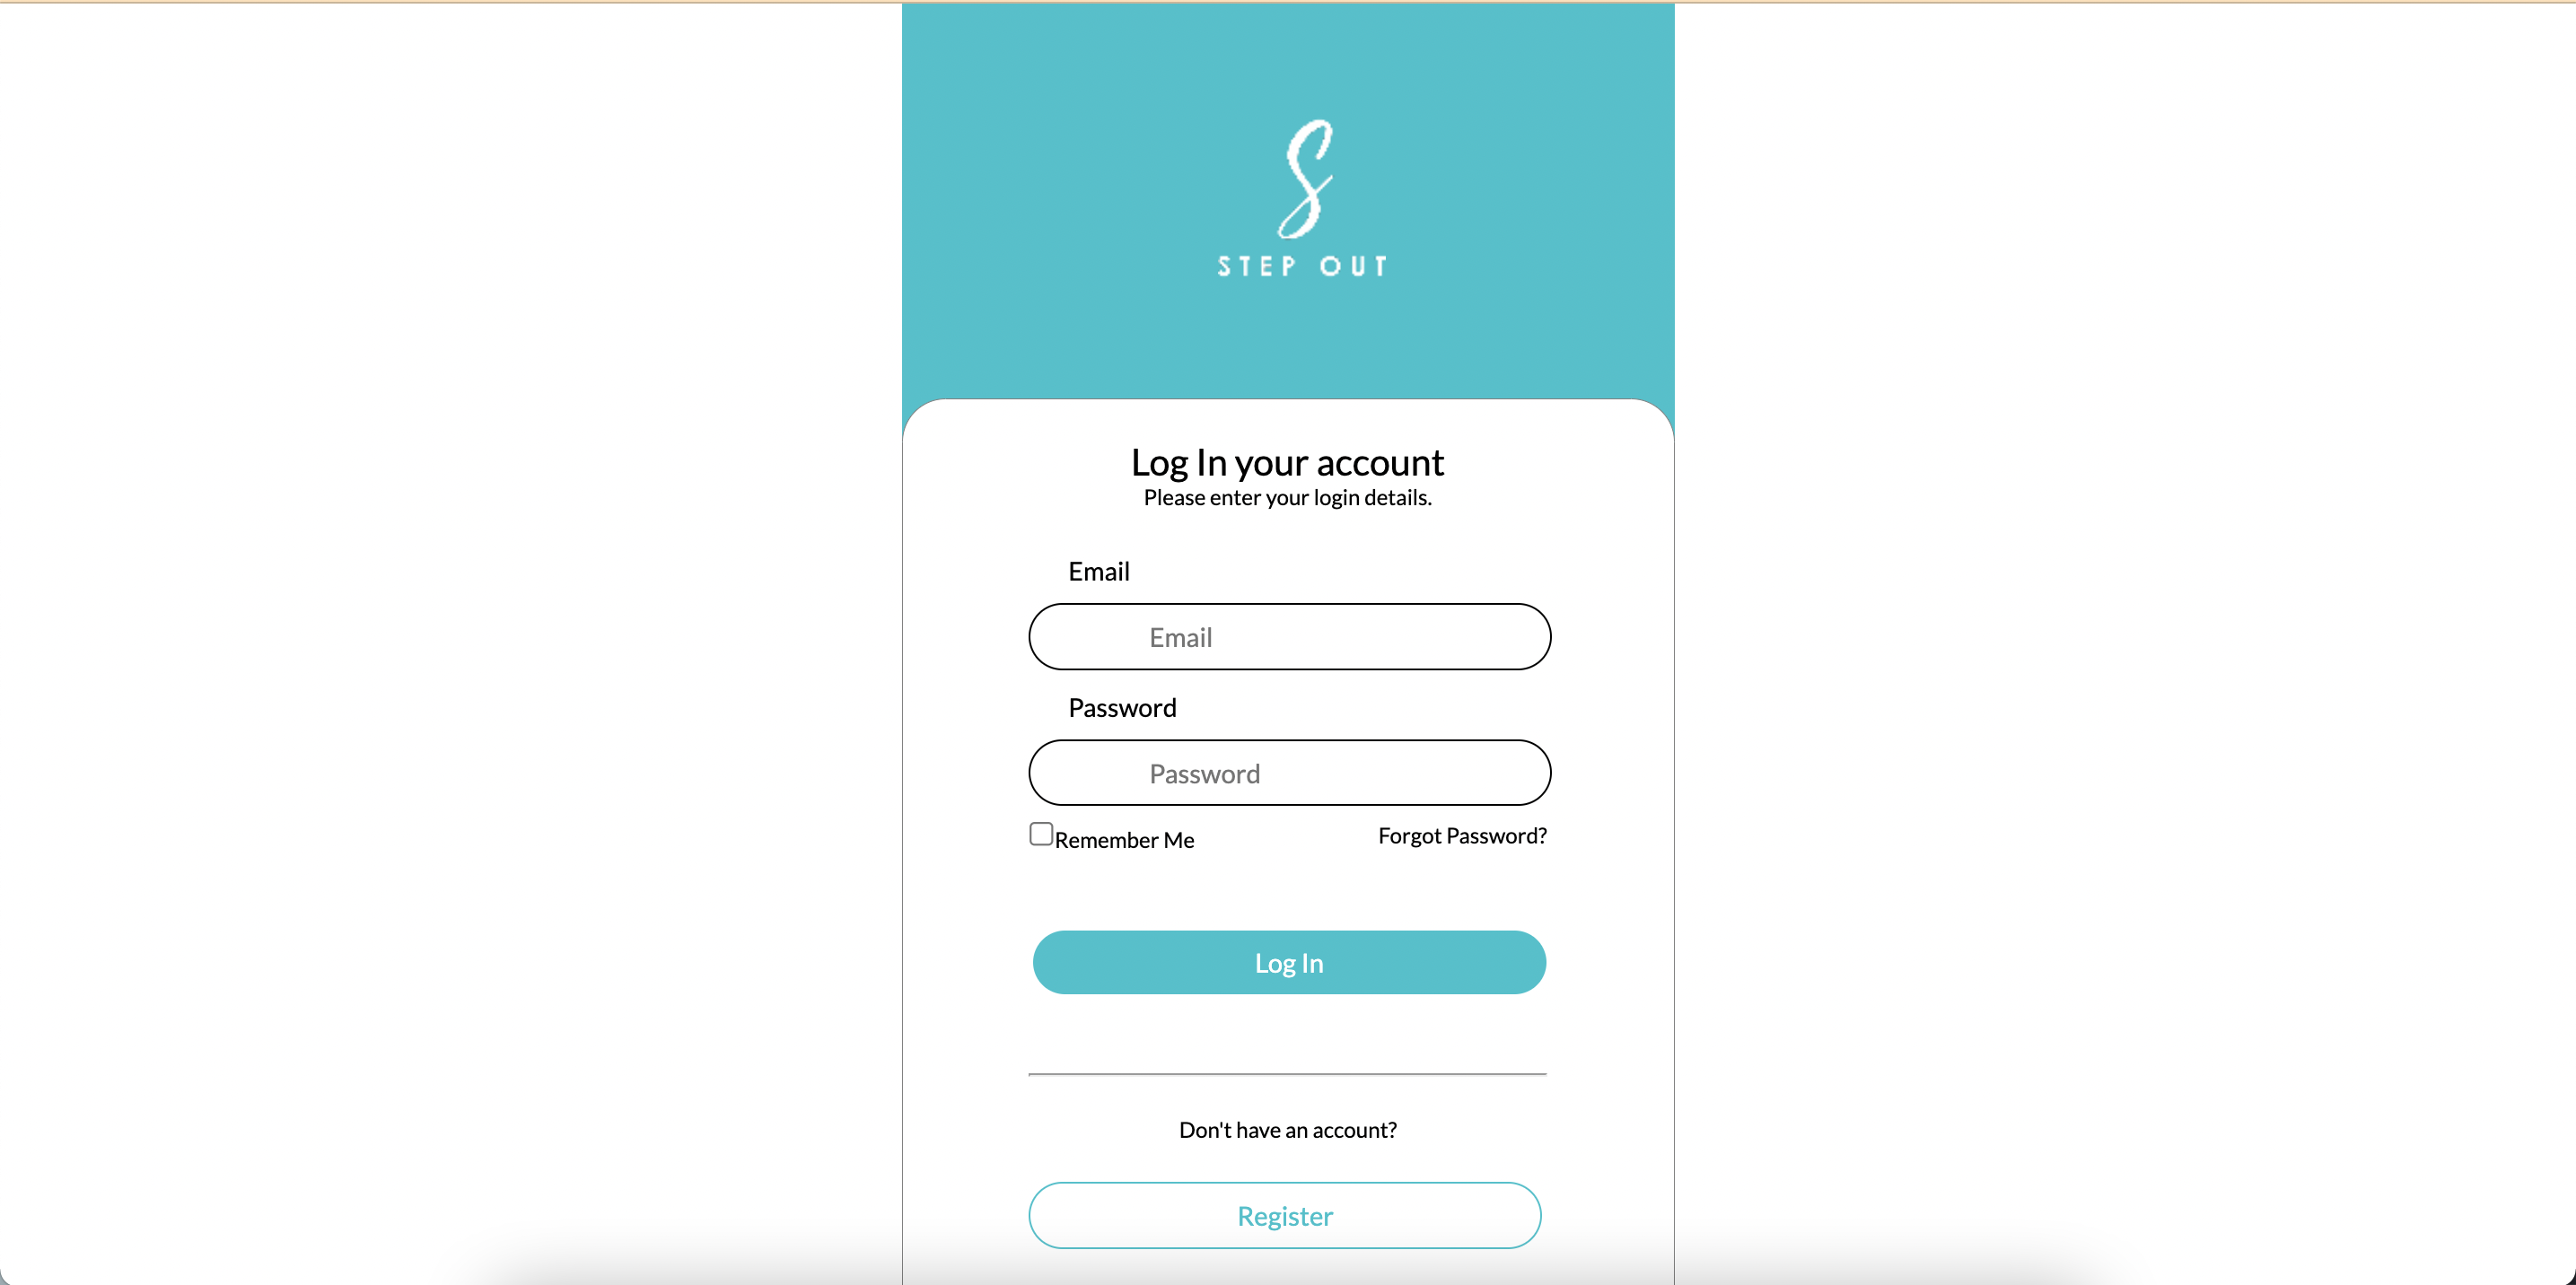 S
STEP OUT
Log In your account
Please enter your login details.
Email
Email
Password
Password
Remember Me Forgot Password?
Log In
Don't have an account?
Register